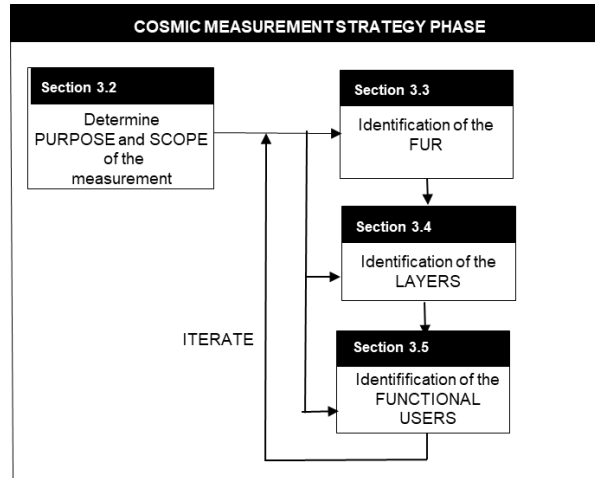 COSMIC MEASUREMENT STRATEGY PHASE
Section 3.2
Determine
PURPOSE and SCOPE
of the
measurement
Section 3.3
Identification of the
FUR
Section 3.4
Identification of the
LAYERS
ITERATE
Section 3.5
Identifification of the
FUNCTIONAL
USERS